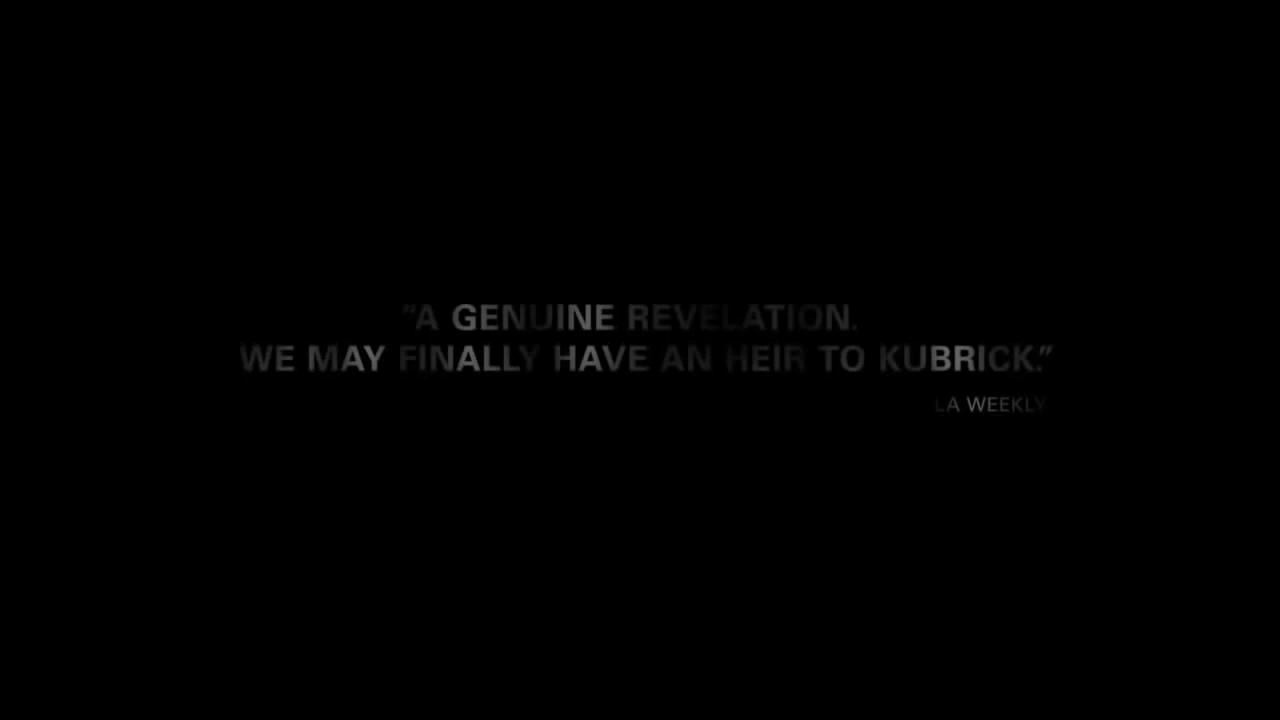 "A GENUINE REVELATION.
WE MAY FINALLY HAVE AN HEIR TO KUBRICK."
LA WEEKLY